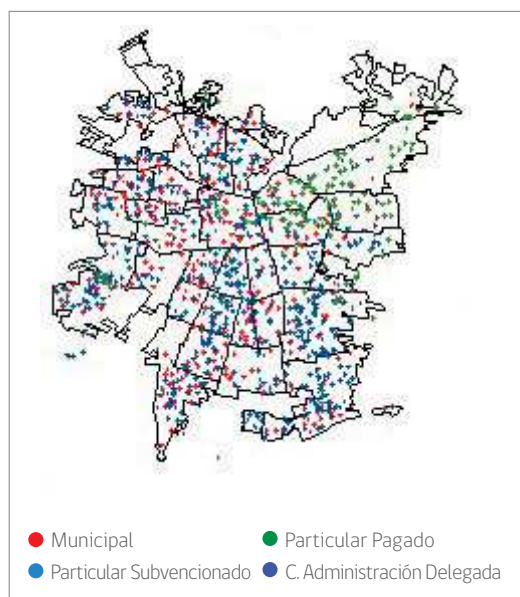 Municipal
Particular Pagado
Particular Subvencionado
C. Administración Delegada